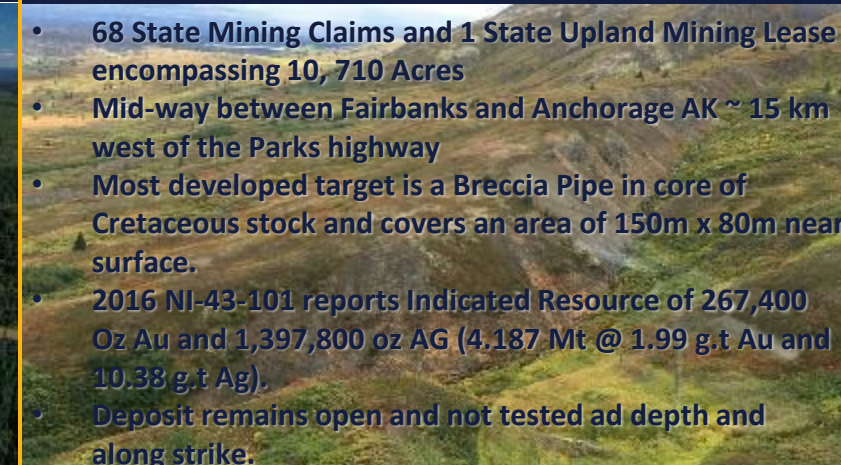 • 68 State Mining Claims and 1 State Upland Mining Lease
encompassing 10, 710 Acres
• Mid-way between Fairbanks and Anchorage AK ~ 15 km
west of the Parks highway
• Most developed target is a Breccia Pipe in core of
Cretaceous stock and covers an area of 150m x 80m near
surface.
• 2016 NI-43-101 reports Indicated Resource of 267,400
Oz Au and 1,397,800 oz AG (4.187 Mt @ 1.99 g.t Au and
10.38 g.t Ag).
• Deposit remains open and not tested ad depth and
along strike.